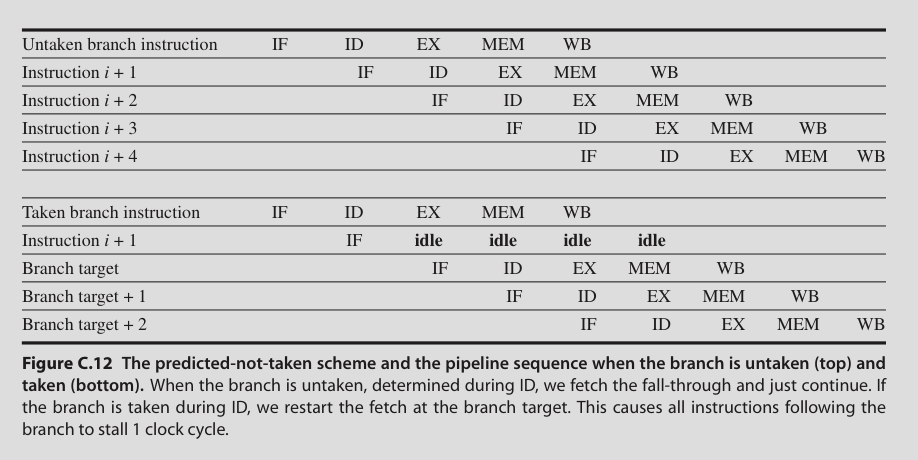 Untaken branch instruction IF ID EX MEM WB
Instruction i + 1 IF ID EX MEM WB
Instruction i + 2 IF ID EX MEM WB
Instruction i + 3 IF ID EX MEM WB
Instruction i + 4 IF ID EX MEM WB
Taken branch instruction IF ID EX MEM WB
Instruction i + 1 IF idle idle idle idle
Branch target IF ID EX MEM WB
Branch target + 1 IF ID EX MEM WB
Branch target + 2 IF ID EX MEM WB
Figure C.12 The predicted-not-taken scheme and the pipeline sequence when the branch is untaken (top) and
taken (bottom). When the branch is untaken, determined during ID, we fetch the fall-through and just continue. If
the branch is taken during ID, we restart the fetch at the branch target. This causes all instructions following the
branch to stall 1 clock cycle.